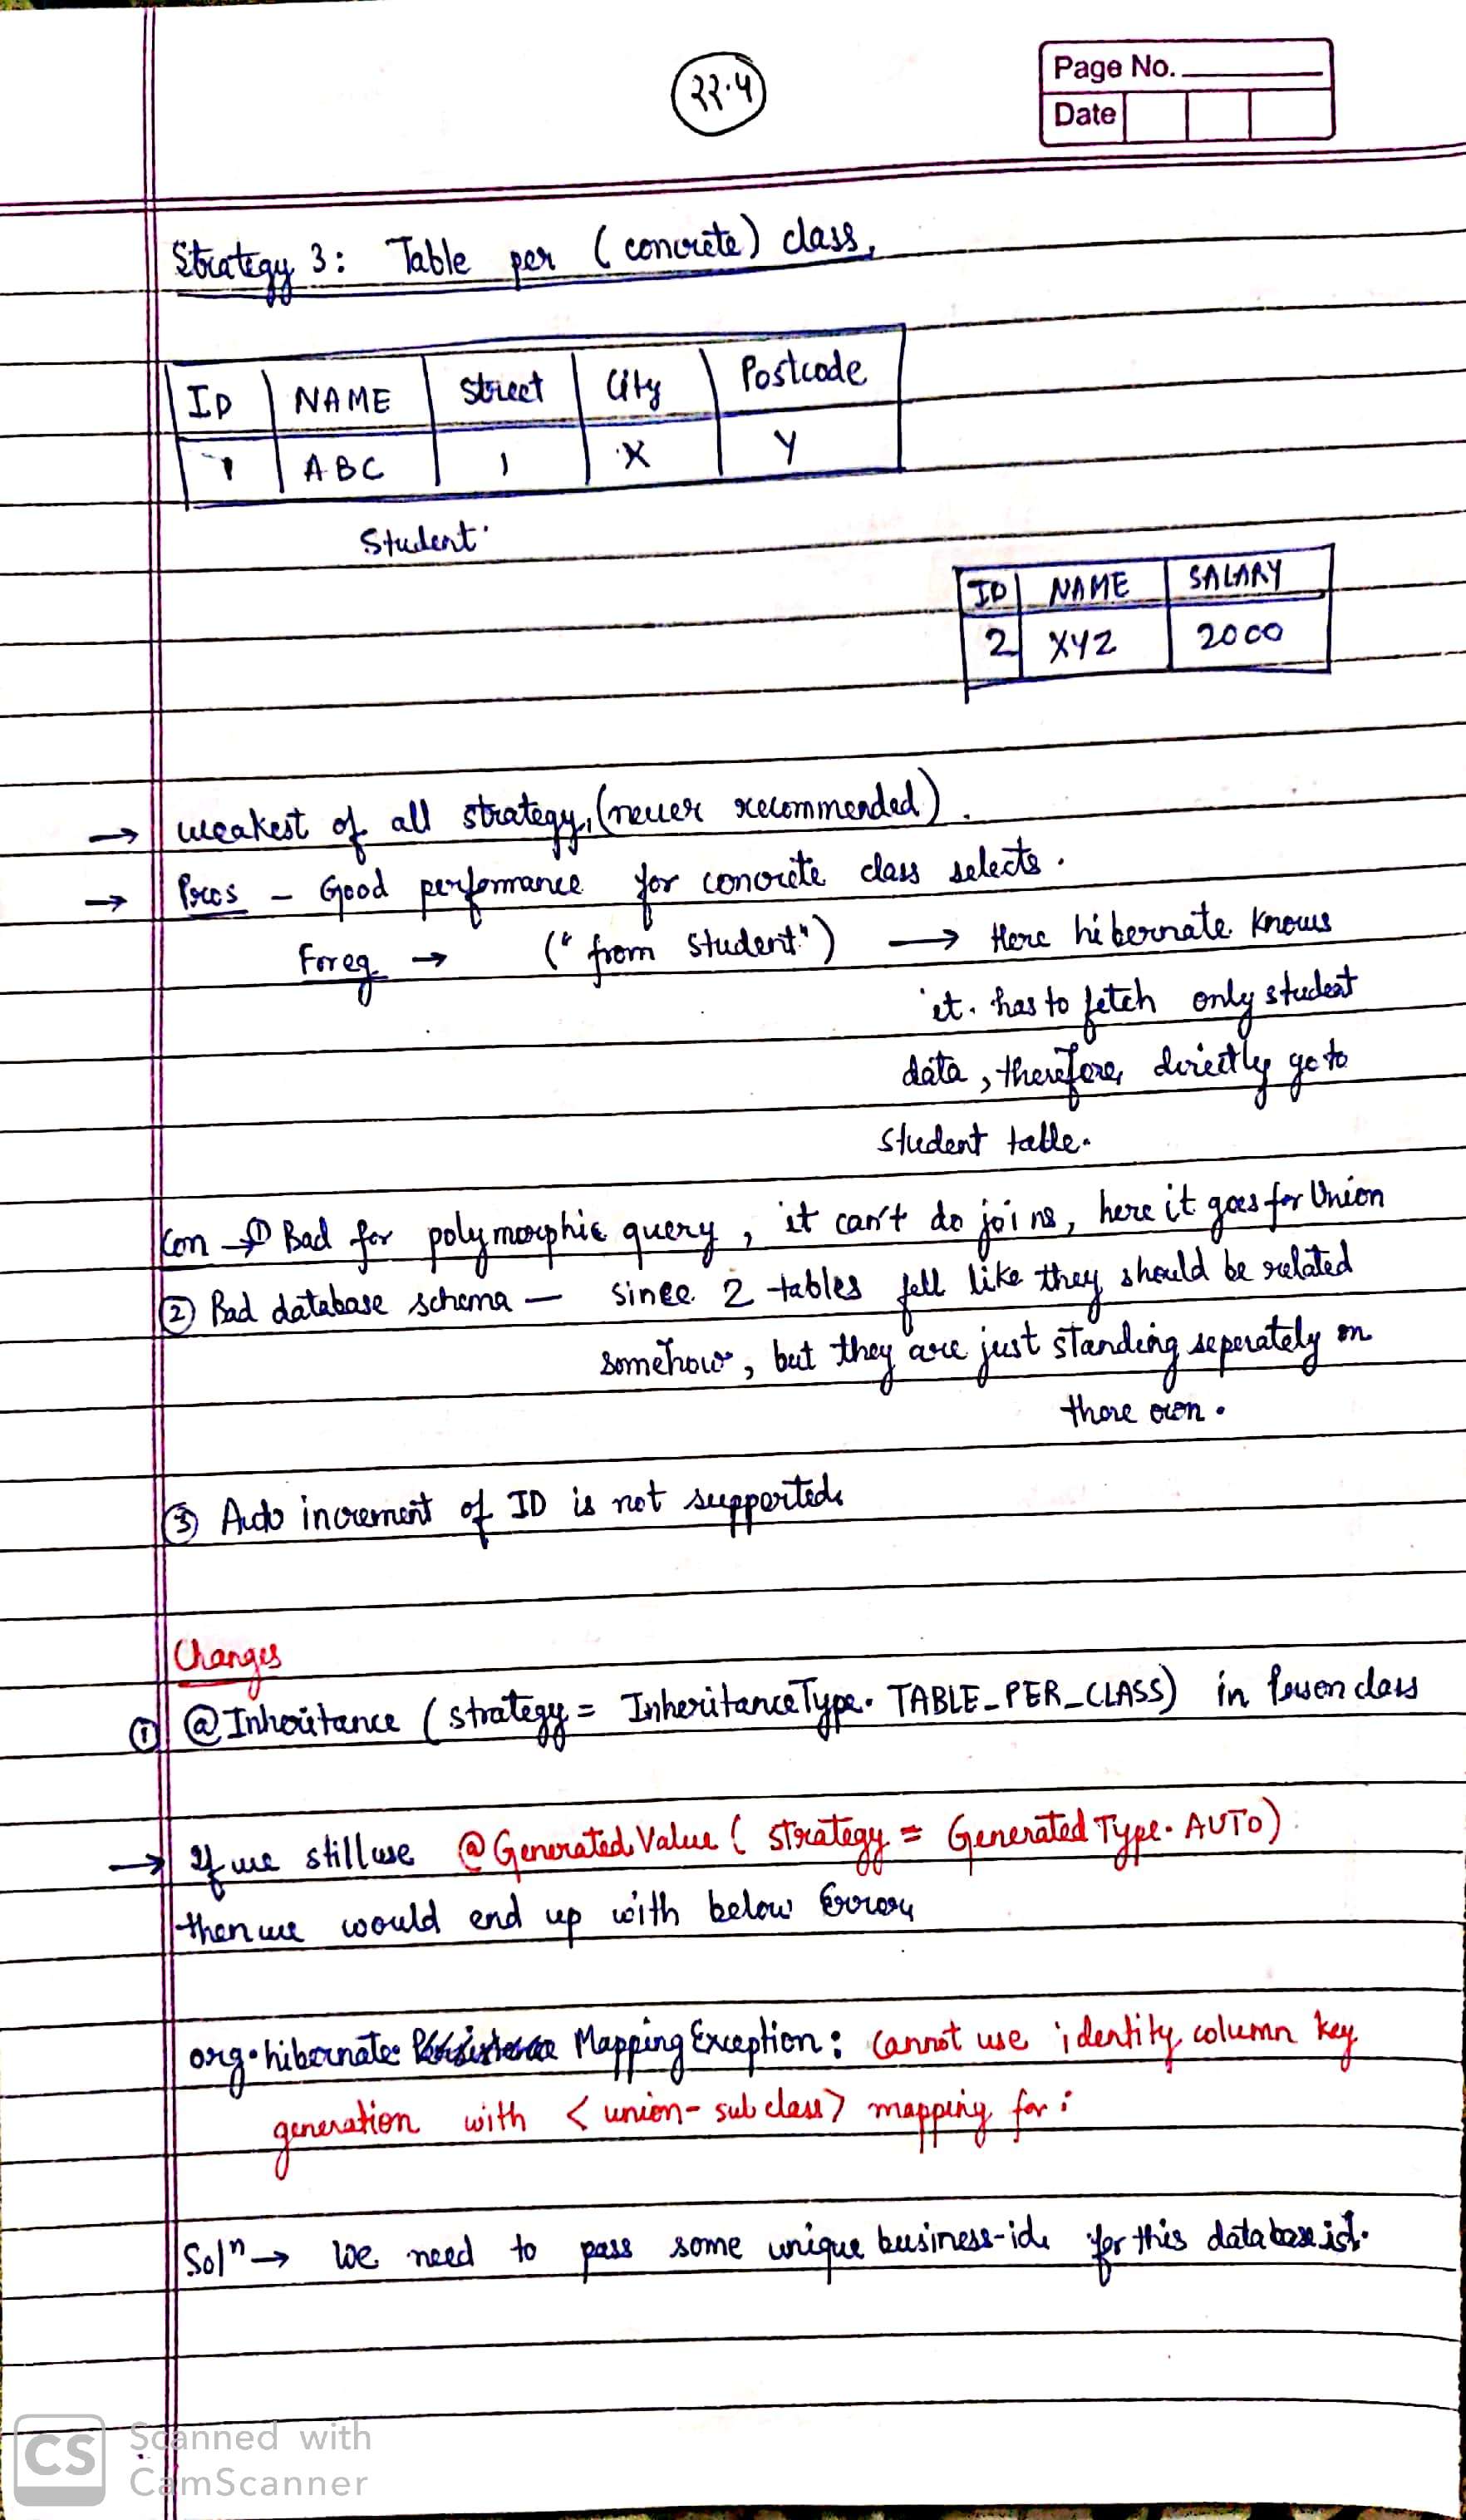 २२.५
Page No.
Date
Strategy 3: Table per (concrete) class,
ID NAME Street City Postcode
1 ABC 1 X Y
Student
ID NAME SALARY
2 XYZ 2000
→ weakest of all strategy, (never recommended).
→ Pros - Good perfomance for concrete class selects.
Foreg → ("from student") → Here hibernate knows
it has to fetch only student
data, therefore, directly go to
student table.
Con → ① Bad for polymorphic query, it can't do joins, here it goes for Union
② Bad database schema - since 2 tables fell like they should be related
somehow, but they are just standing seperately on
there own.
③ Auto increment of ID is not supported.
Changes
① @Inheritance (strategy = InheritanceType. TABLE_PER_CLASS) in Person class
→ If we still use @GeneratedValue (strategy = GeneratedType. AUTO)
then we would end up with below Error,
org.hibernate. Mapping Exception: Cannot use identity column key
generation with <union-subclass> mapping for:
Solⁿ → We need to pass some unique business-id. for this database id.
CS Scanned with
CamScanner